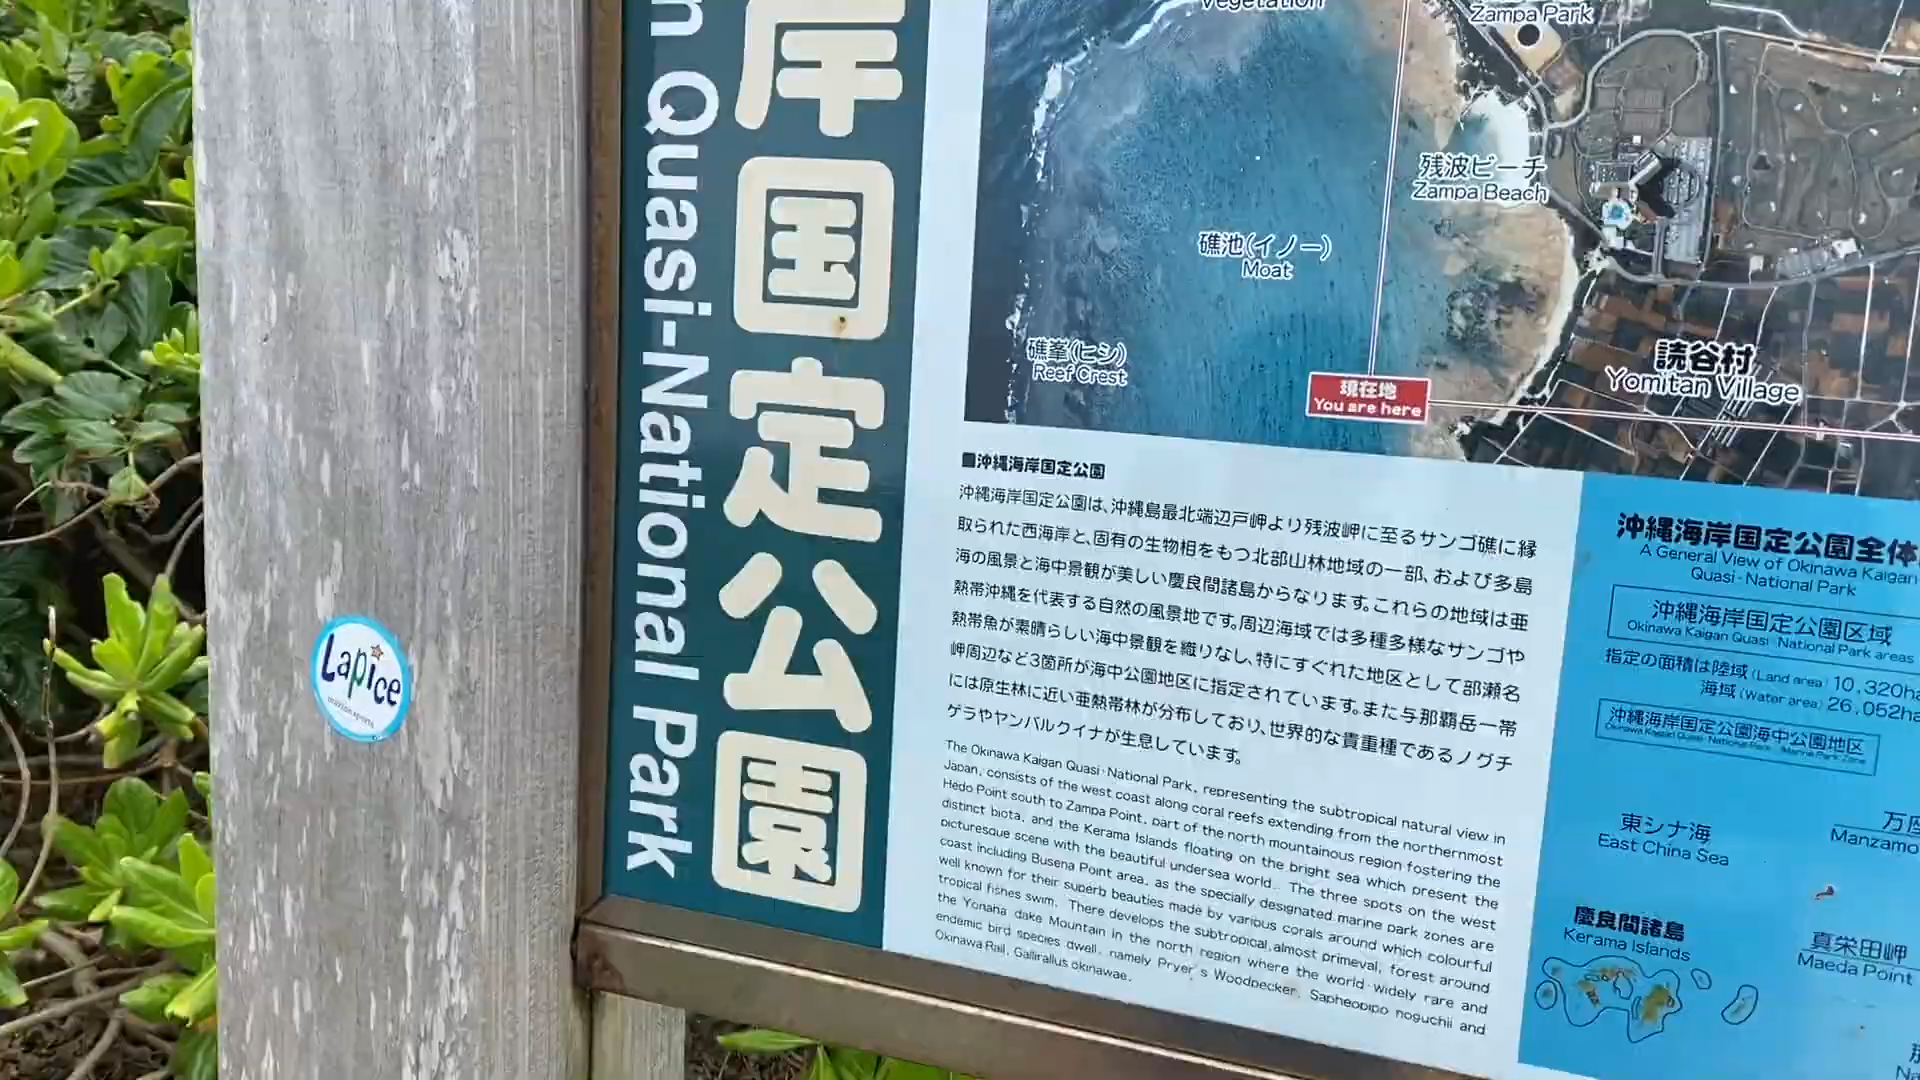 岸国定公園
n Quasi-National Park
Lapice
Vegetation
Zampa Park
残波ビーチ
Zampa Beach
礁池(イノー)
Moat
礁峯(ヒシ)
Reef Crest
現在地
You are here
読谷村
Yomitan Village
■沖縄海岸国定公園
沖縄海岸国定公園は、沖縄島最北端辺戸岬より残波岬に至るサンゴ礁に縁
取られた西海岸と、固有の生物相をもつ北部山林地域の一部、および多島
海の風景と海中景観が美しい慶良間諸島からなります。これらの地域は亜
熱帯沖縄を代表する自然の風景地です。周辺海域では多種多様なサンゴや
熱帯魚が素晴らしい海中景観を織りなし、特にすぐれた地区として部瀬名
岬周辺など3箇所が海中公園地区に指定されています。また与那覇岳一帯
には原生林に近い亜熱帯林が分布しており、世界的な貴重種であるノグチ
ゲラやヤンバルクイナが生息しています。
The Okinawa Kaigan Quasi-National Park, representing the subtropical natural view in
Japan, consists of the west coast along coral reefs extending from the northernmost
Hedo Point south to Zampa Point, part of the north mountainous region fostering the
distinct biota, and the Kerama Islands floating on the bright sea which present the
picturesque scene with the beautiful undersea world. The three spots on the west
coast including Busena Point area, as the specially designated marine park zones are
well known for their superb beauties made by various corals around which colourful
tropical fishes swim. There develops the subtropical, almost primeval, forest around
the Yonaha dake Mountain in the north region where the world-widely rare and
endemic bird species dwell, namely Pryer's Woodpecker, Sapheopipo noguchii and
Okinawa Rail, Gallirallus okinawae.
沖縄海岸国定公園全体
A General View of Okinawa Kaigan
Quasi-National Park
沖縄海岸国定公園区域
Okinawa Kaigan Quasi-National Park areas
指定の面積は陸域(Land area) 10,320ha
海域(Water area) 26,052ha
沖縄海岸国定公園海中公園地区
Okinawa Kaigan Quasi-National Park Marine Park Zone
東シナ海
East China Sea
万座
Manzamo
慶良間諸島
Kerama Islands
真栄田岬
Maeda Point